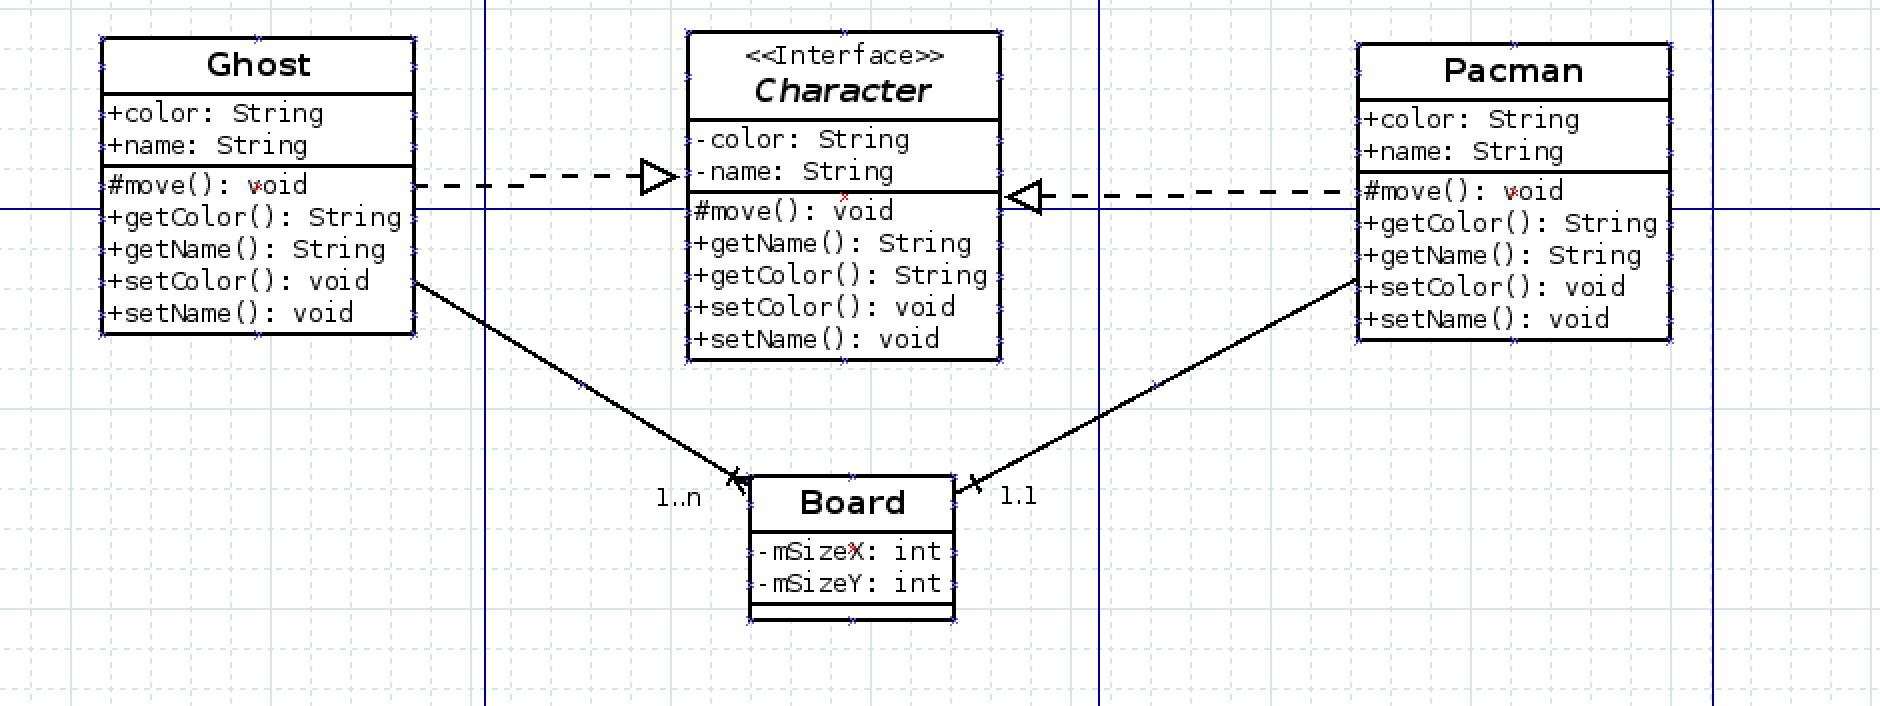 Ghost
+color: String
+name: String
#move(): void
+getColor(): String
+getName(): String
+setColor(): void
+setName(): void
<<Interface>>
Character
-color: String
-name: String
#move(): void
+getName(): String
+getColor(): String
+setColor(): void
+setName(): void
Pacman
+color: String
+name: String
#move(): void
+getColor(): String
+getName(): String
+setColor(): void
+setName(): void
1..n
1.1
Board
-mSizeX: int
-mSizeY: int